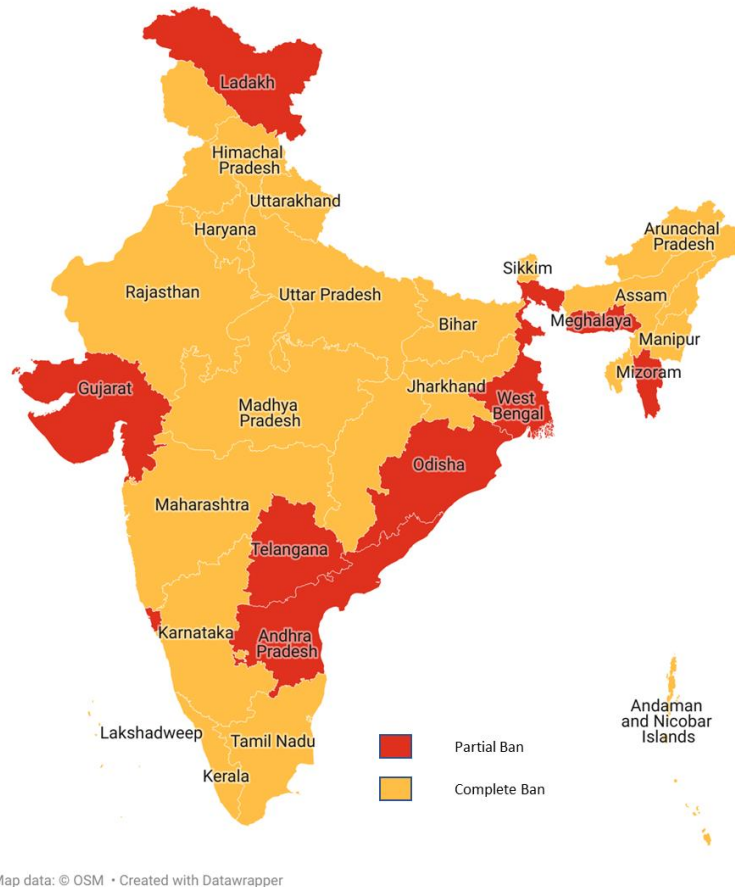 Ladakh
Himachal
Pradesh
Uttarakhand
Haryana
Arunachal
Pradesh
Sikkim
Rajasthan
Uttar Pradesh
Assam
Bihar
Meghalaya
Manipur
Mizoram
Gujarat
Jharkhand
Madhya
Pradesh
West
Bengal
Odisha
Maharashtra
Telangana
Karnataka
Andhra
Pradesh
Andaman
and Nicobar
Islands
Lakshadweep
Tamil Nadu
Kerala
Partial Ban
Complete Ban
Map data: © OSM • Created with Datawrapper